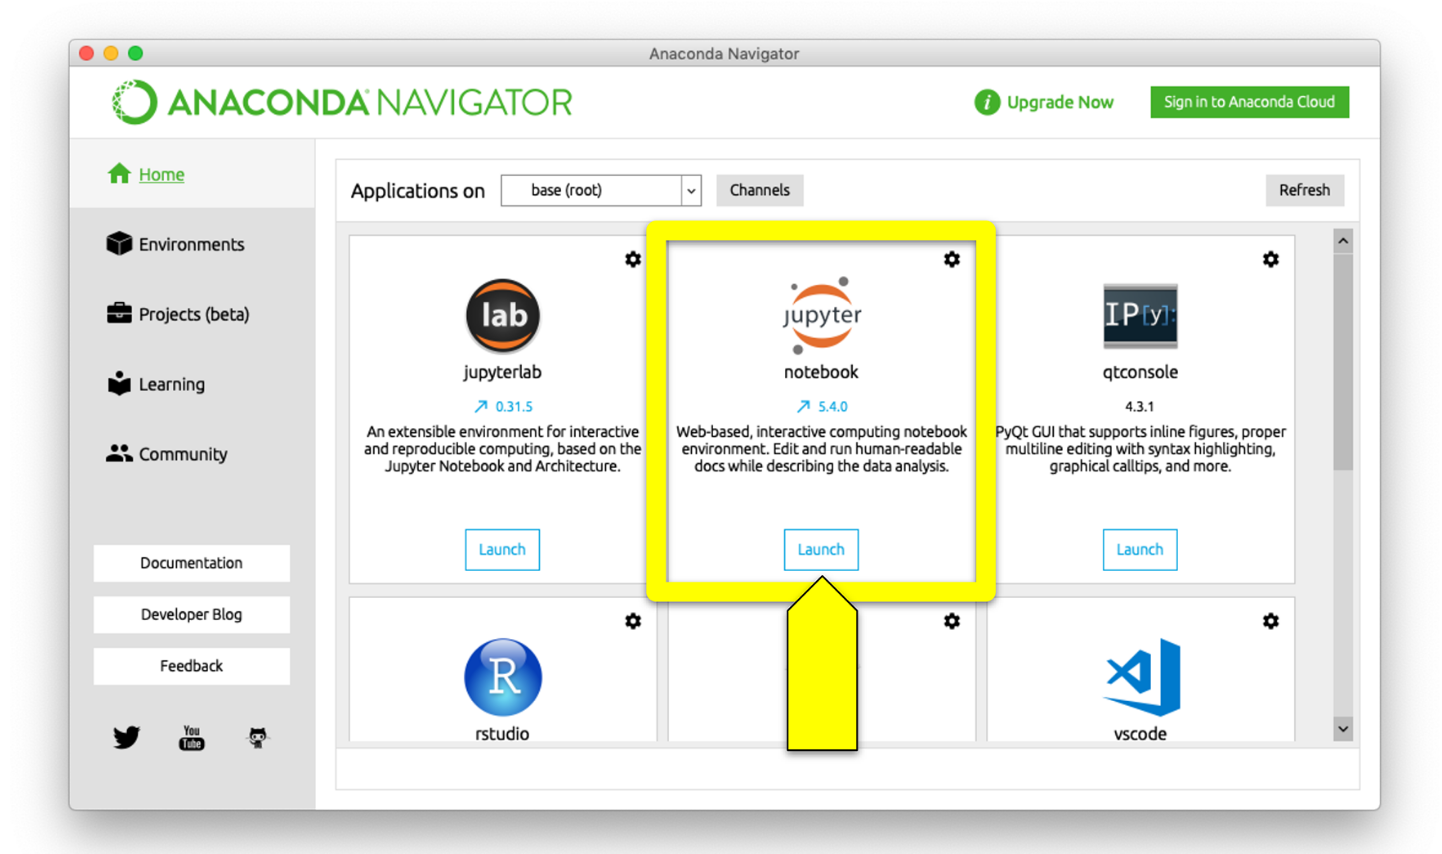 Anaconda Navigator
ANACONDA NAVIGATOR
i Upgrade Now
Sign in to Anaconda Cloud
Home
Environments
Projects (beta)
Learning
Community
Documentation
Developer Blog
Feedback
You
Tube
Applications on
base (root)
Channels
Refresh
lab
jupyterlab
0.31.5
An extensible environment for interactive
and reproducible computing, based on the
Jupyter Notebook and Architecture.
Launch
jupyter
notebook
5.4.0
Web-based, interactive computing notebook
environment. Edit and run human-readable
docs while describing the data analysis.
Launch
IP[y]:
qtconsole
4.3.1
PyQt GUI that supports inline figures, proper
multiline editing with syntax highlighting,
graphical calltips, and more.
Launch
R
rstudio
vscode